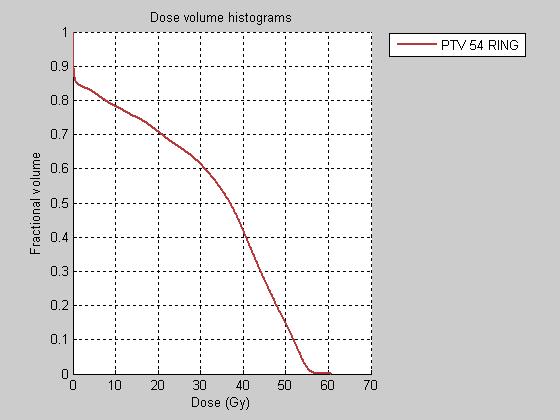 Dose volume histograms
PTV 54 RING
1
0.9
0.8
0.7
0.6
0.5
0.4
0.3
0.2
0.1
0
Fractional volume
0 10 20 30 40 50 60 70
Dose (Gy)